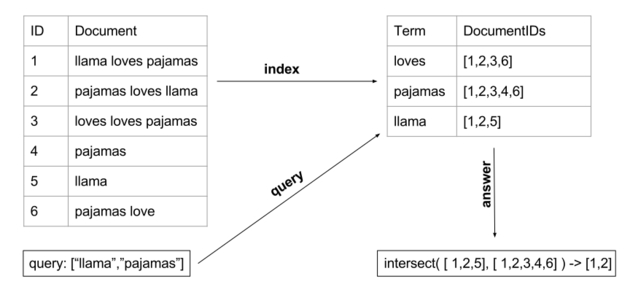 ID Document
1 llama loves pajamas
2 pajamas loves llama
3 loves loves pajamas
4 pajamas
5 llama
6 pajamas love
index
Term DocumentIDs
loves [1,2,3,6]
pajamas [1,2,3,4,6]
llama [1,2,5]
query
answer
query: [“llama”,”pajamas”]
intersect( [ 1,2,5], [ 1,2,3,4,6] ) -> [1,2]